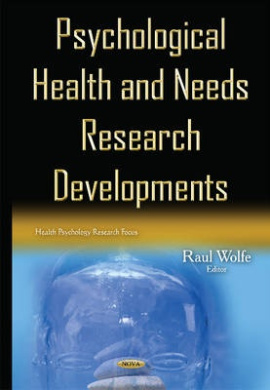 Psychological
Health and Needs
Research
Developments
Health Psychology Research Focus
Raul Wolfe
Editor
NOVA